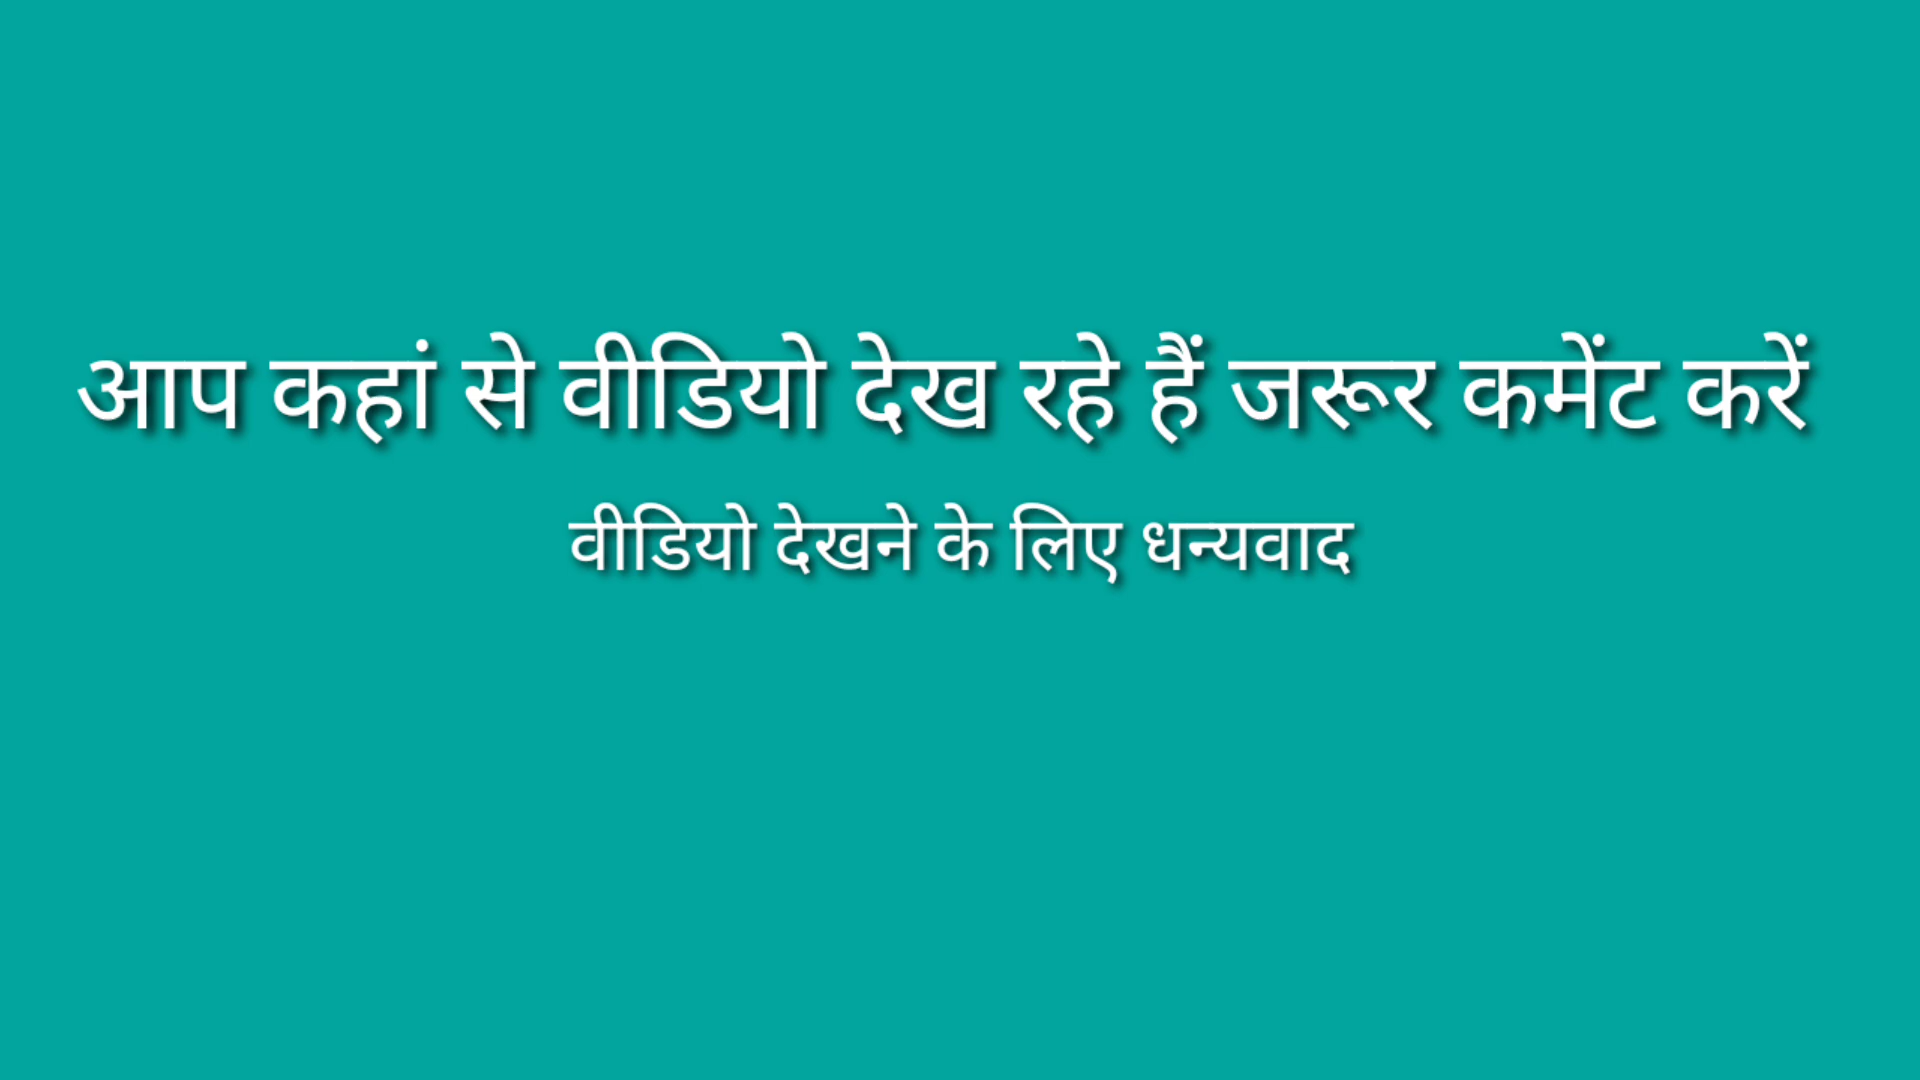 आप कहां से वीडियो देख रहे हैं जरूर कमेंट करें
वीडियो देखने के लिए धन्यवाद